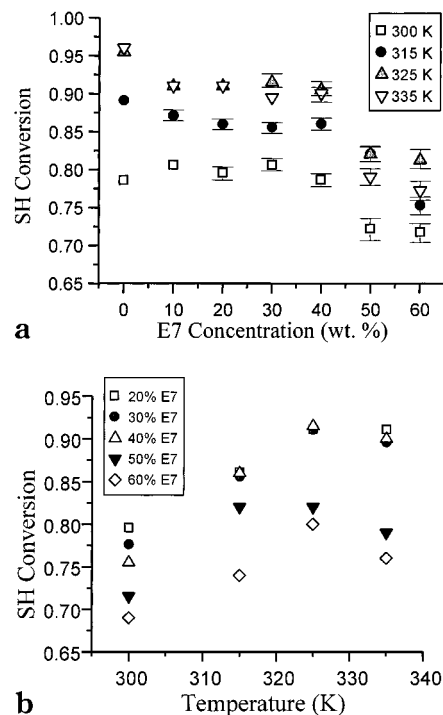 1.00
0.95
0.90
0.85
0.80
0.75
0.70
0.65
SH Conversion
300 K
315 K
325 K
335 K
0 10 20 30 40 50 60
E7 Concentration (wt. %)
a
0.95
0.90
0.85
0.80
0.75
0.70
0.65
SH Conversion
20% E7
30% E7
40% E7
50% E7
60% E7
300 310 320 330 340
Temperature (K)
b